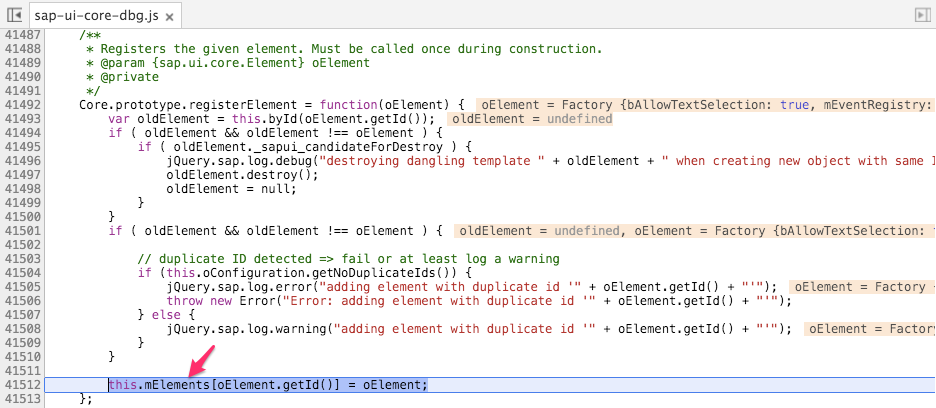 sap-ui-core-dbg.js ×
41487 /**
41488 * Registers the given element. Must be called once during construction.
41489 * @param {sap.ui.core.Element} oElement
41490 * @private
41491 */
41492 Core.prototype.registerElement = function(oElement) { oElement = Factory {bAllowTextSelection: true, mEventRegistry:
41493 var oldElement = this.byId(oElement.getId()); oldElement = undefined
41494 if ( oldElement && oldElement !== oElement ) {
41495 if ( oldElement._sapui_candidateForDestroy ) {
41496 jQuery.sap.log.debug("destroying dangling template " + oldElement + " when creating new object with same I
41497 oldElement.destroy();
41498 oldElement = null;
41499 }
41500 }
41501 if ( oldElement && oldElement !== oElement ) { oldElement = undefined, oElement = Factory {bAllowTextSelection:
41502
41503 // duplicate ID detected => fail or at least log a warning
41504 if (this.oConfiguration.getNoDuplicateIds()) {
41505 jQuery.sap.log.error("adding element with duplicate id '" + oElement.getId() + "'"); oElement = Factory
41506 throw new Error("Error: adding element with duplicate id '" + oElement.getId() + "'");
41507 } else {
41508 jQuery.sap.log.warning("adding element with duplicate id '" + oElement.getId() + "'"); oElement = Factory
41509 }
41510 }
41511
41512 this.mElements[oElement.getId()] = oElement;
41513 };